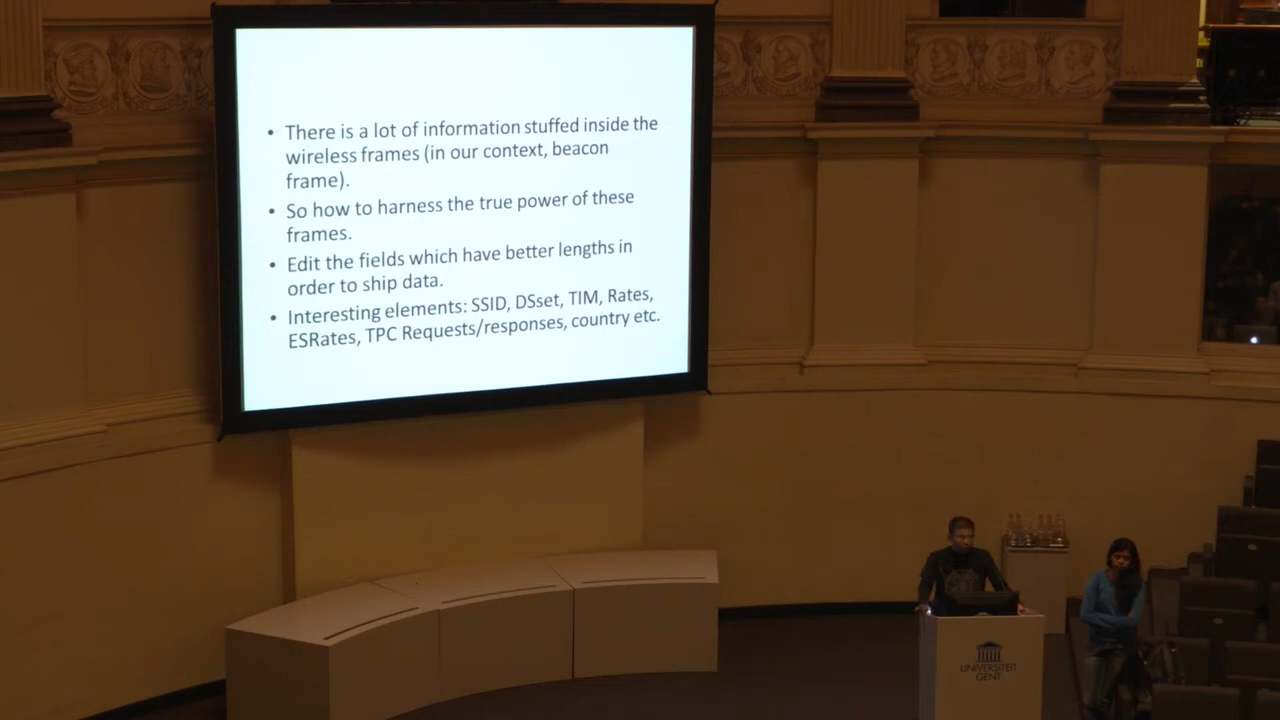 • There is a lot of information stuffed inside the
wireless frames (in our context, beacon
frame).
• So how to harness the true power of these
frames.
• Edit the fields which have better lengths in
order to ship data.
• Interesting elements: SSID, DSset, TIM, Rates,
ESRates, TPC Requests/responses, country etc.
UNIVERSITEIT
GENT